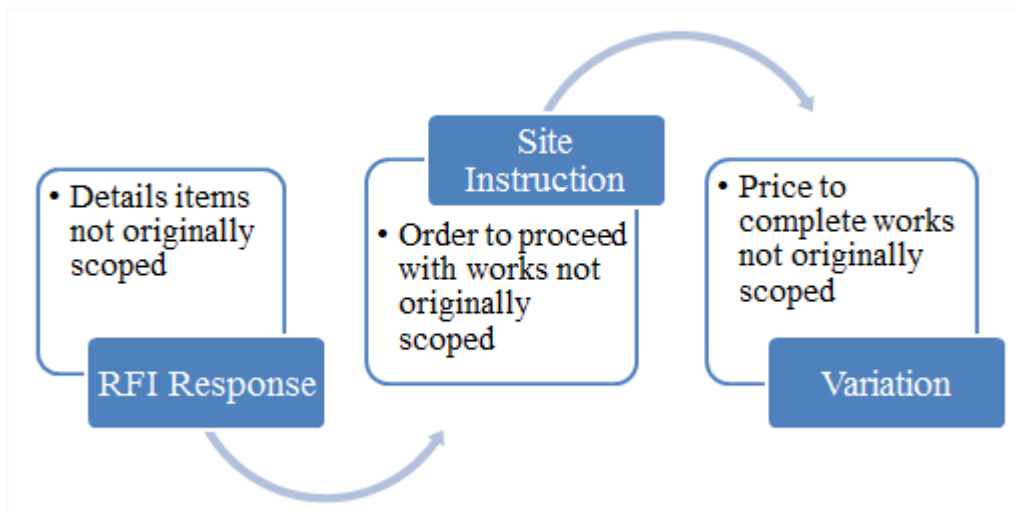 • Details items
not originally
scoped
RFI Response
Site
Instruction
• Order to proceed
with works not
originally
scoped
• Price to
complete works
not originally
scoped
Variation